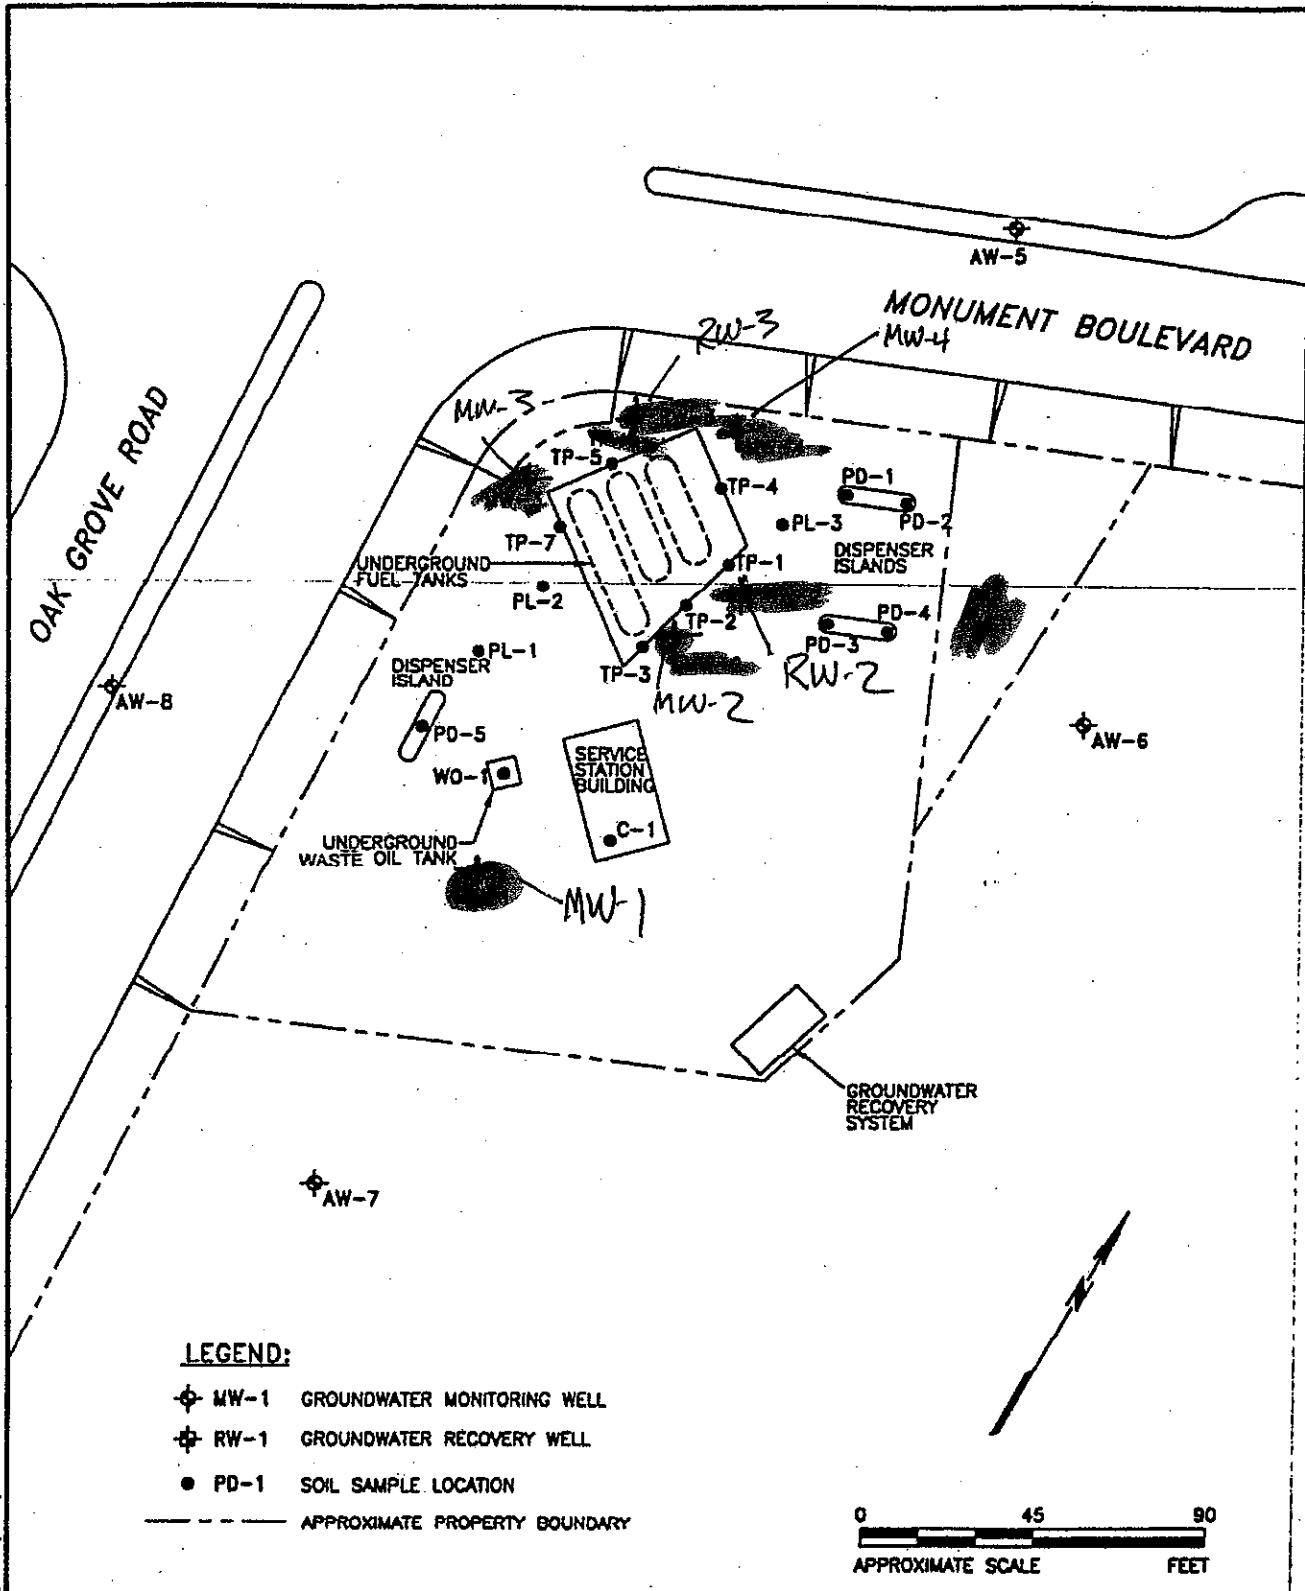 AW-5
MONUMENT BOULEVARD
RW-3
MW-4
MW-3
OAK GROVE ROAD
TP-5
TP-4
PD-1
PD-2
PL-3
TP-7
DISPENSER
ISLANDS
UNDERGROUND
FUEL TANKS
TP-1
PL-2
TP-2
PD-4
PD-3
PL-1
TP-3
DISPENSER
ISLAND
RW-2
MW-2
AW-8
PD-5
AW-6
SERVICE
STATION
BUILDING
WO-1
C-1
UNDERGROUND
WASTE OIL TANK
MW-1
GROUNDWATER
RECOVERY
SYSTEM
AW-7
LEGEND:
MW-1 GROUNDWATER MONITORING WELL
RW-1 GROUNDWATER RECOVERY WELL
PD-1 SOIL SAMPLE LOCATION
APPROXIMATE PROPERTY BOUNDARY
0 45 90
APPROXIMATE SCALE FEET